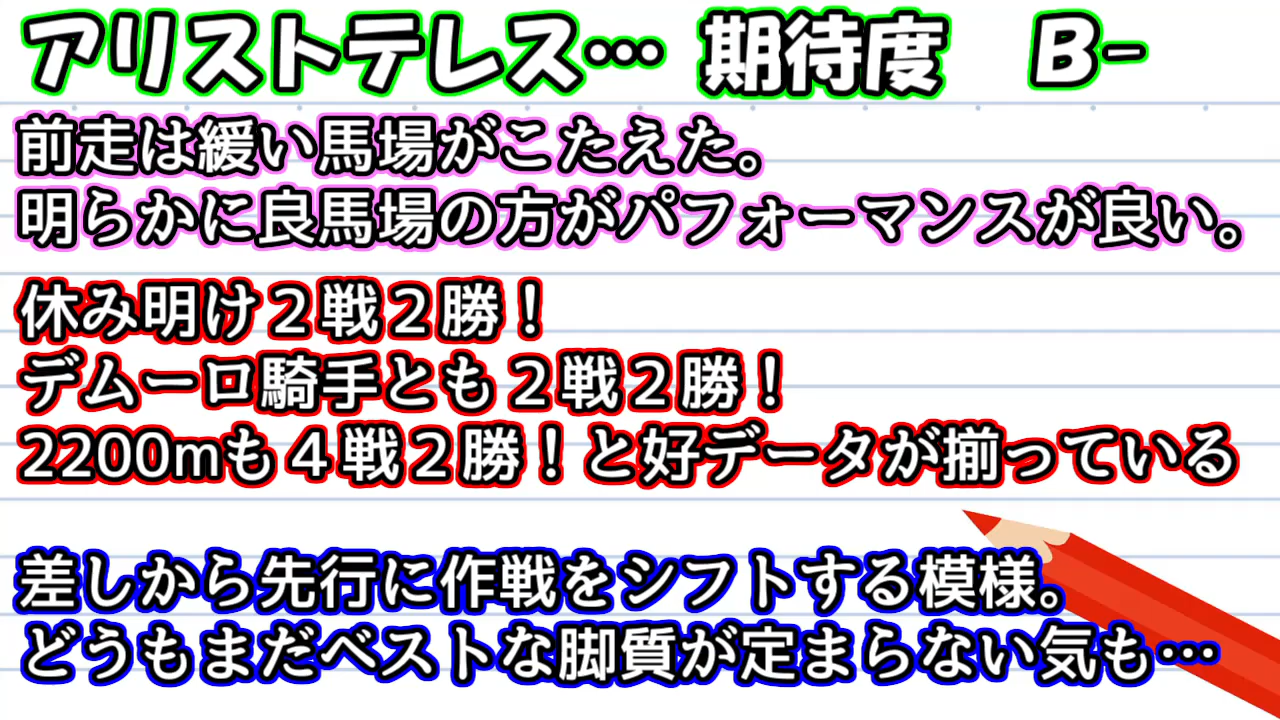 アリストテレス… 期待度　B-
前走は緩い馬場がこたえた。
明らかに良馬場の方がパフォーマンスが良い。
休み明け２戦２勝！
デムーロ騎手とも２戦２勝！
2200mも４戦２勝！と好データが揃っている
差しから先行に作戦をシフトする模様。
どうもまだベストな脚質が定まらない気も…